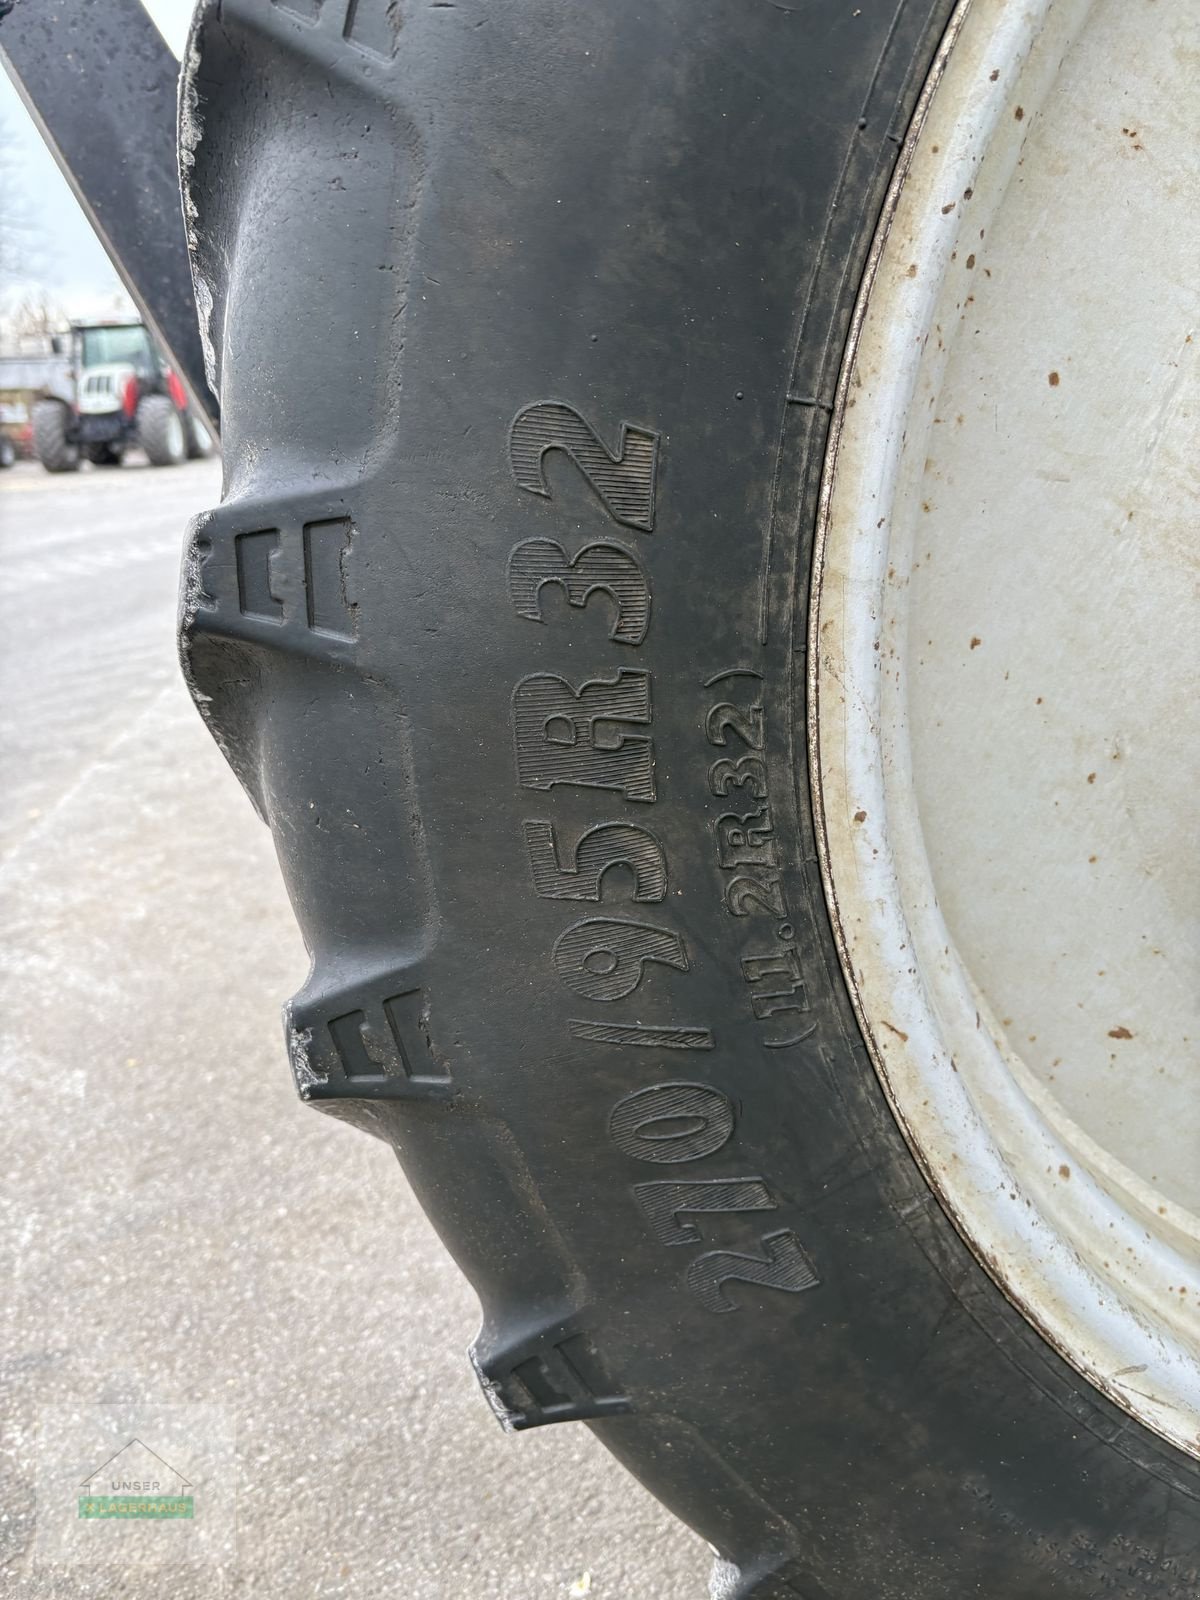 270/95R32
(11.2R32)
UNSER
LAGERHAUS